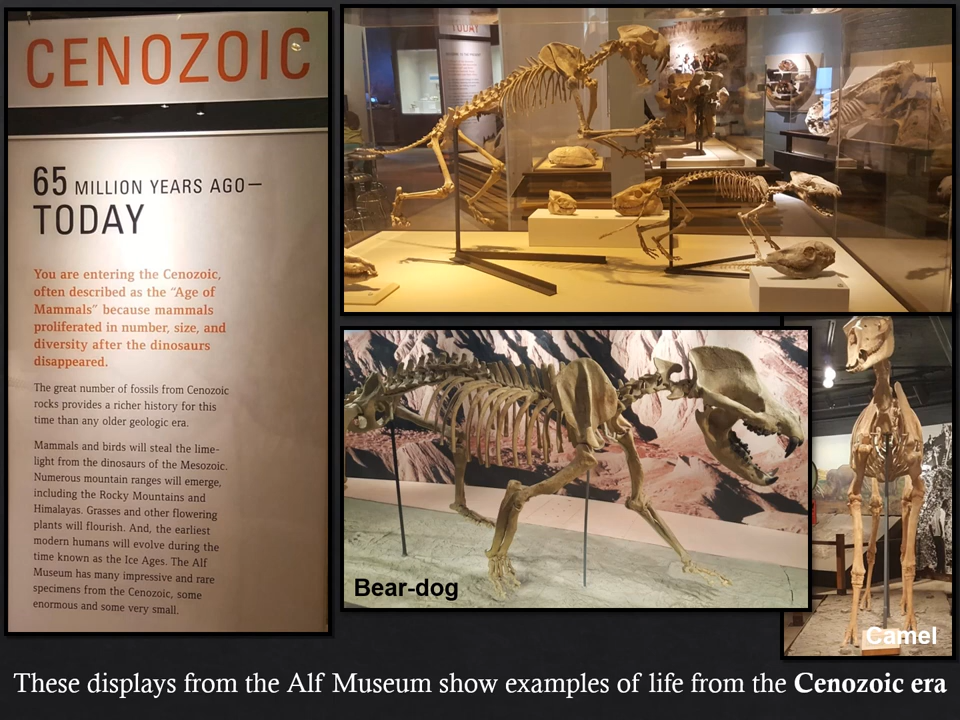 CENOZOIC
65 MILLION YEARS AGO–
TODAY
You are entering the Cenozoic,
often described as the “Age of
Mammals” because mammals
proliferated in number, size, and
diversity after the dinosaurs
disappeared.
The great number of fossils from Cenozoic
rocks provides a richer history for this
time than any older geologic era.
Mammals and birds will steal the lime-
light from the dinosaurs of the Mesozoic.
Numerous mountain ranges will emerge,
including the Rocky Mountains and
Himalayas. Grasses and other flowering
plants will flourish. And, the earliest
modern humans will evolve during the
time known as the Ice Ages. The Alf
Museum has many impressive and rare
specimens from the Cenozoic, some
enormous and some very small.
TODAY
Bear-dog
Camel
These displays from the Alf Museum show examples of life from the Cenozoic era